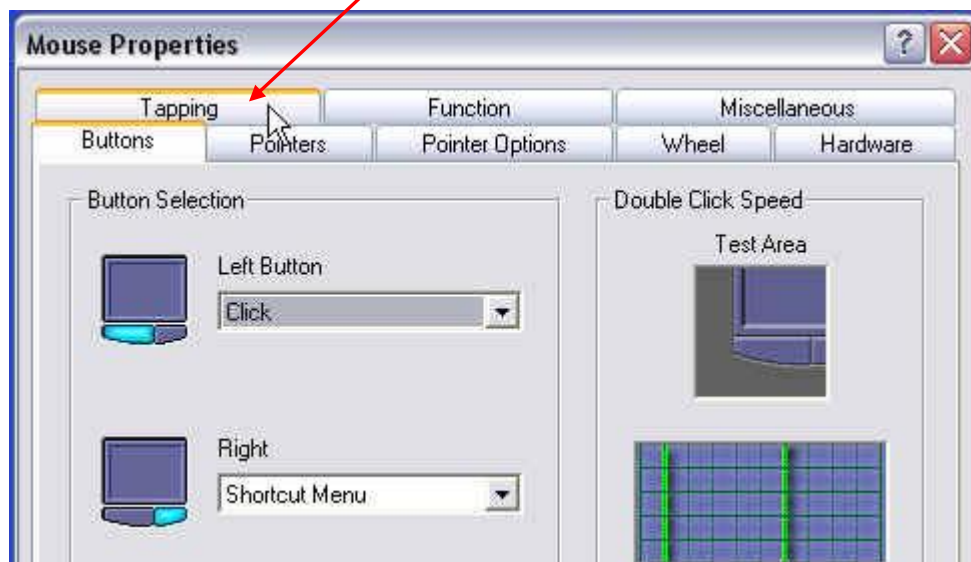 Mouse Properties
Tapping Function Miscellaneous
Buttons Pointers Pointer Options Wheel Hardware
Button Selection
Left Button
Click
Right
Shortcut Menu
Double Click Speed
Test Area